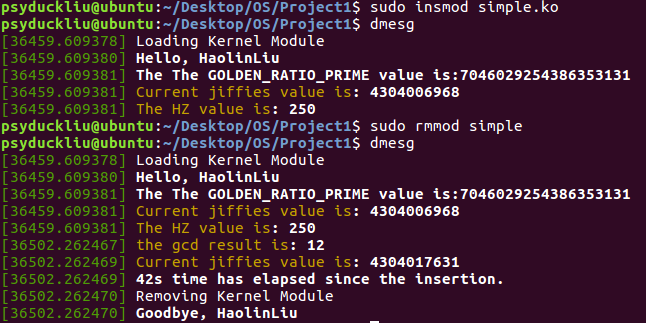 psyduckliu@ubuntu:~/Desktop/OS/Project1$ sudo insmod simple.ko
psyduckliu@ubuntu:~/Desktop/OS/Project1$ dmesg
[36459.609378] Loading Kernel Module
[36459.609380] Hello, HaolinLiu
[36459.609381] The The GOLDEN_RATIO_PRIME value is:7046029254386353131
[36459.609381] Current jiffies value is: 4304006968
[36459.609381] The HZ value is: 250
psyduckliu@ubuntu:~/Desktop/OS/Project1$ sudo rmmod simple
psyduckliu@ubuntu:~/Desktop/OS/Project1$ dmesg
[36459.609378] Loading Kernel Module
[36459.609380] Hello, HaolinLiu
[36459.609381] The The GOLDEN_RATIO_PRIME value is:7046029254386353131
[36459.609381] Current jiffies value is: 4304006968
[36459.609381] The HZ value is: 250
[36502.262467] the gcd result is: 12
[36502.262469] Current jiffies value is: 4304017631
[36502.262469] 42s time has elapsed since the insertion.
[36502.262470] Removing Kernel Module
[36502.262470] Goodbye, HaolinLiu